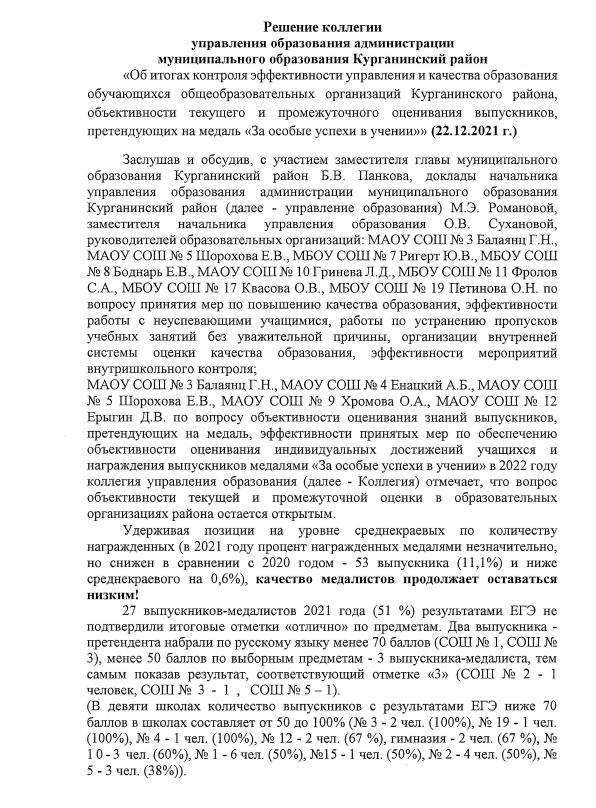 Решение коллегии
управления образования администрации
муниципального образования Курганинский район
«Об итогах контроля эффективности управления и качества образования
обучающихся общеобразовательных организаций Курганинского района,
объективности текущего и промежуточного оценивания выпускников,
претендующих на медаль «За особые успехи в учении»» (22.12.2021 г.)
Заслушав и обсудив, с участием заместителя главы муниципального
образования Курганинский район Б.В. Панкова, доклады начальника
управления образования администрации муниципального образования
Курганинский район (далее - управление образования) М.Э. Романовой,
заместителя начальника управления образования О.В. Сухановой,
руководителей образовательных организаций: МАОУ СОШ № 3 Балаянц Г.Н.,
МАОУ СОШ № 5 Шорохова Е.В., МБОУ СОШ № 7 Ригерт Ю.В., МБОУ СОШ
№ 8 Боднарь Е.В., МАОУ СОШ № 10 Гринева Л.Д., МБОУ СОШ № 11 Фролов
С.А., МБОУ СОШ № 17 Квасова О.В., МБОУ СОШ № 19 Петинова О.Н. по
вопросу принятия мер по повышению качества образования, эффективности
работы с неуспевающими учащимися, работы по устранению пропусков
учебных занятий без уважительной причины, организации внутренней
системы оценки качества образования, эффективности мероприятий
внутришкольного контроля;
МАОУ СОШ № 3 Балаянц Г.Н., МАОУ СОШ № 4 Енацкий А.Б., МАОУ СОШ
№ 5 Шорохова Е.В., МАОУ СОШ № 9 Хромова О.А., МАОУ СОШ № 12
Ерыгин Д.В. по вопросу объективности оценивания знаний выпускников,
претендующих на медаль, эффективности принятых мер по обеспечению
объективности оценивания индивидуальных достижений учащихся и
награждения выпускников медалями «За особые успехи в учении» в 2022 году
коллегия управления образования (далее - Коллегия) отмечает, что вопрос
объективности текущей и промежуточной оценки в образовательных
организациях района остается открытым.
Удерживая позиции на уровне среднекраевых по количеству
награжденных (в 2021 году процент награжденных медалями незначительно,
но снижен в сравнении с 2020 годом - 53 выпускника (11,1%) и ниже
среднекраевого на 0,6%), качество медалистов продолжает оставаться
низким!
27 выпускников-медалистов 2021 года (51 %) результатами ЕГЭ не
подтвердили итоговые отметки «отлично» по предметам. Два выпускника -
претендента набрали по русскому языку менее 70 баллов (СОШ № 1, СОШ №
3), менее 50 баллов по выборным предметам - 3 выпускника-медалиста, тем
самым показав результат, соответствующий отметке «3» (СОШ № 2 - 1
человек, СОШ № 3 - 1 , СОШ № 5 – 1).
(В девяти школах количество выпускников с результатами ЕГЭ ниже 70
баллов в школах составляет от 50 до 100% (№ 3 - 2 чел. (100%), № 19 - 1 чел.
(100%), № 4 - 1 чел. (100%), № 12 - 2 чел. (67 %), гимназия - 2 чел. (67 %), №
10 - 3 чел. (60%), № 1 - 6 чел. (50%), №15 - 1 чел. (50%), № 2 - 4 чел. (50%), №
5 - 3 чел. (38%)).